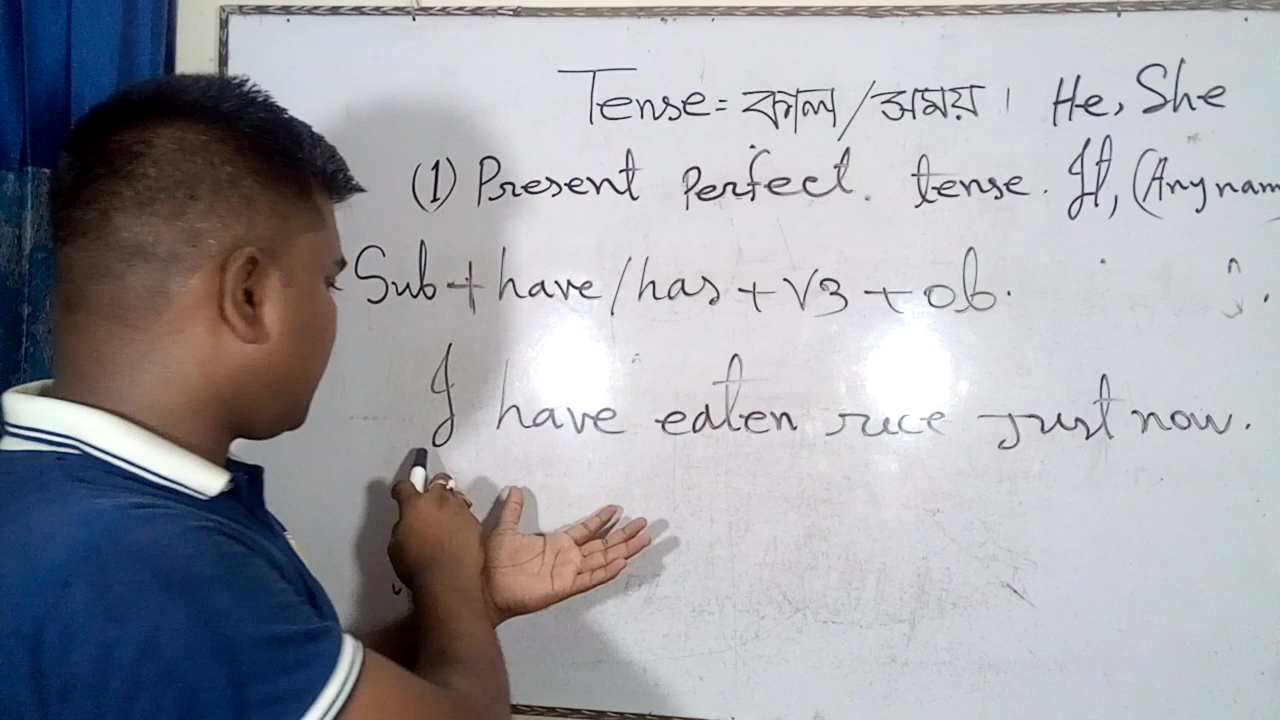 Tense = কাল / সময় । He, She
(1) Present Perfect. tense. It, (Any nam
Sub + have / has + V3 + ob.
I have eaten rice Just now.